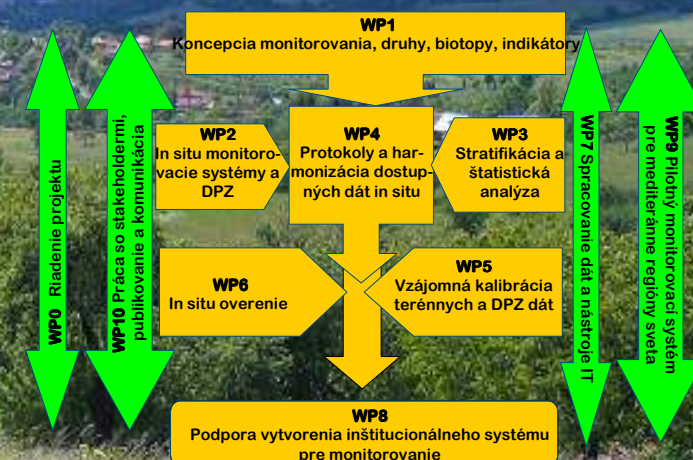 WP1
Koncepcia monitorovania, druhy, biotopy, indikátory
WP2
In situ monitoro-
vacie systémy a
DPZ
WP4
Protokoly a har-
monizácia dostup-
ných dát in situ
WP3
Stratifikácia a
štatistická
analýza
WP6
In situ overenie
WP5
Vzájomná kalibrácia
terénnych a DPZ dát
WP8
Podpora vytvorenia inštitucionálneho systému
pre monitorovanie
WP0 Riadenie projektu
WP10 Práca so stakeholdermi,
publikovanie a komunikácia
WP7 Spracovanie dát a nástroje IT
WP9 Pilotný monitorovací systém
pre mediteránne regióny sveta